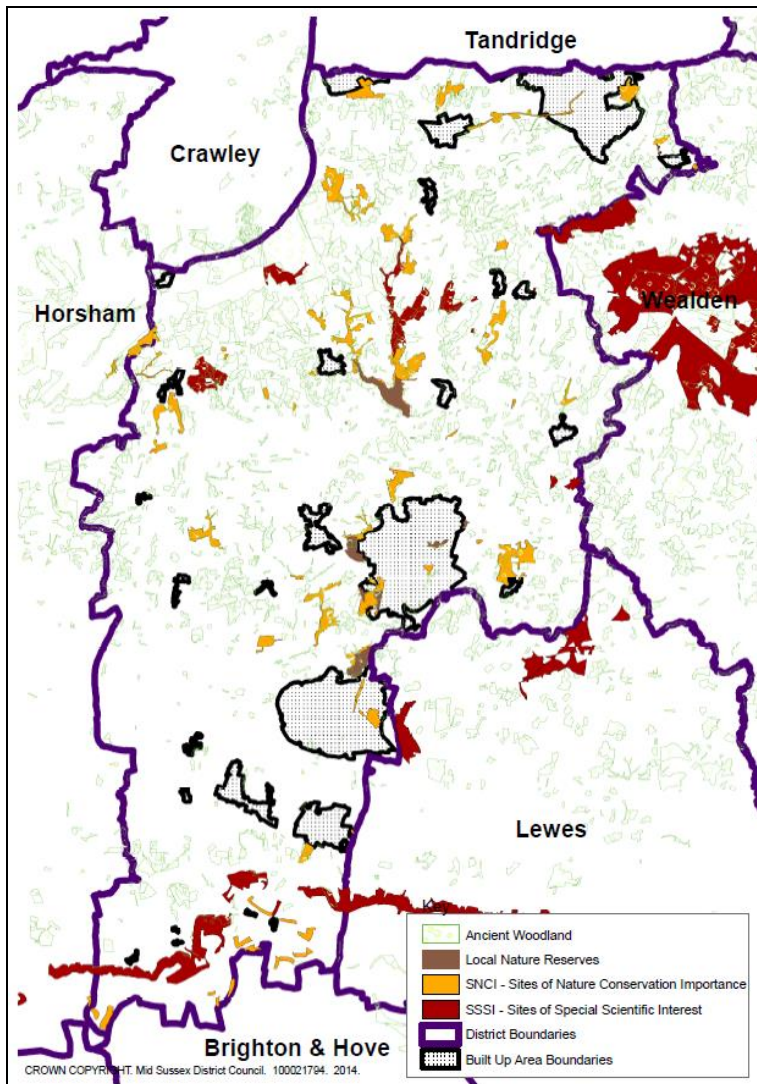 Tandridge
Crawley
Horsham
Wealden
Lewes
Key
Ancient Woodland
Local Nature Reserves
SNCI - Sites of Nature Conservation Importance
SSSI - Sites of Special Scientific Interest
District Boundaries
Built Up Area Boundaries
Brighton & Hove
CROWN COPYRIGHT. Mid Sussex District Council. 100021794. 2014.